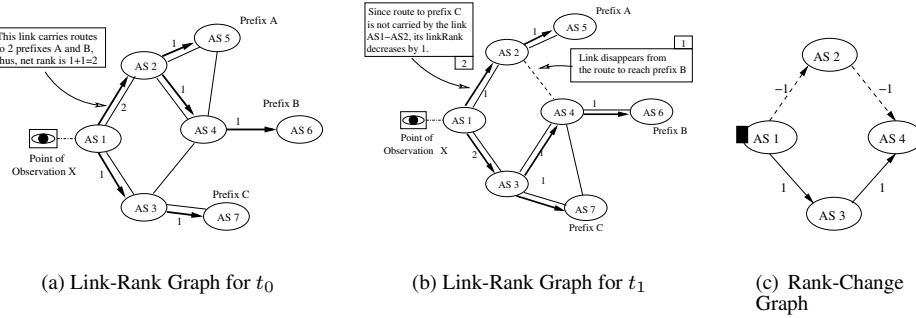 This link carries routes
to 2 prefixes A and B,
thus, net rank is 1+1=2
Prefix A
AS 5
1
AS 2
1
2
Prefix B
AS 1
AS 4
1
AS 6
Point of
Observation X
1
Prefix C
AS 3
1
AS 7
(a) Link-Rank Graph for t0
Since route to prefix C
is not carried by the link
AS1−AS2, its linkRank
decreases by 1.
2
Prefix A
AS 5
1
AS 2
1
Link disappears from
the route to reach prefix B
1
AS 1
AS 4
1
AS 6
Prefix B
Point of
Observation X
2
1
AS 3
1
AS 7
Prefix C
(b) Link-Rank Graph for t1
AS 2
−1
−1
AS 1
AS 4
1
1
AS 3
(c) Rank-Change
Graph